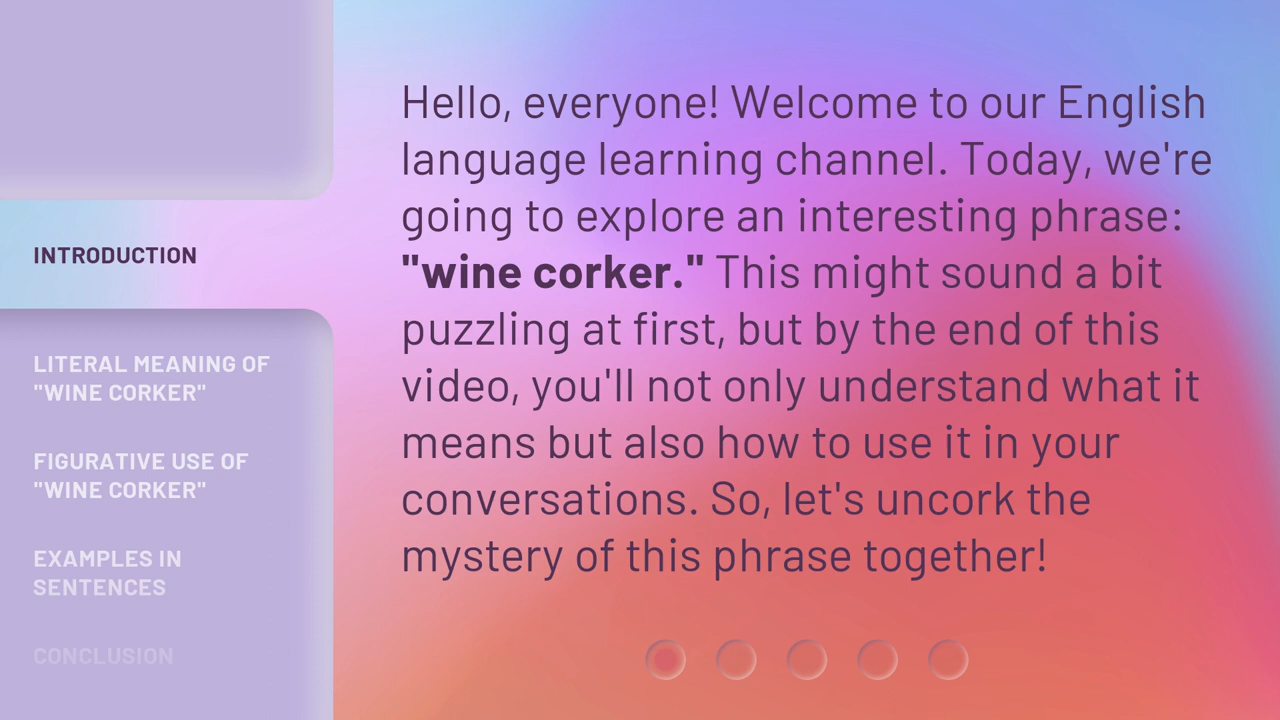 INTRODUCTION
LITERAL MEANING OF
"WINE CORKER"
FIGURATIVE USE OF
"WINE CORKER"
EXAMPLES IN
SENTENCES
CONCLUSION
Hello, everyone! Welcome to our English
language learning channel. Today, we're
going to explore an interesting phrase:
"wine corker." This might sound a bit
puzzling at first, but by the end of this
video, you'll not only understand what it
means but also how to use it in your
conversations. So, let's uncork the
mystery of this phrase together!